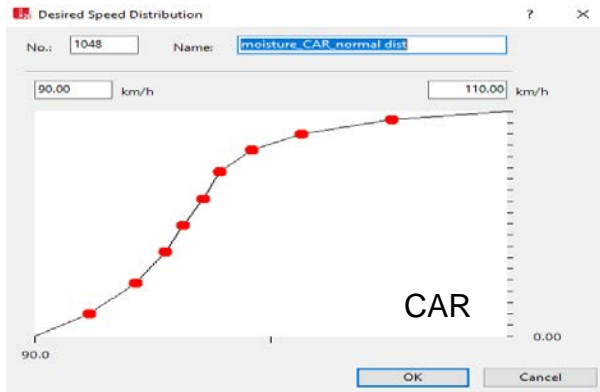 Desired Speed Distribution ? ×
No.: 1048 Name: moisture_CAR_normal dist
90.00 km/h 110.00 km/h
CAR
0.00
90.0
OK Cancel